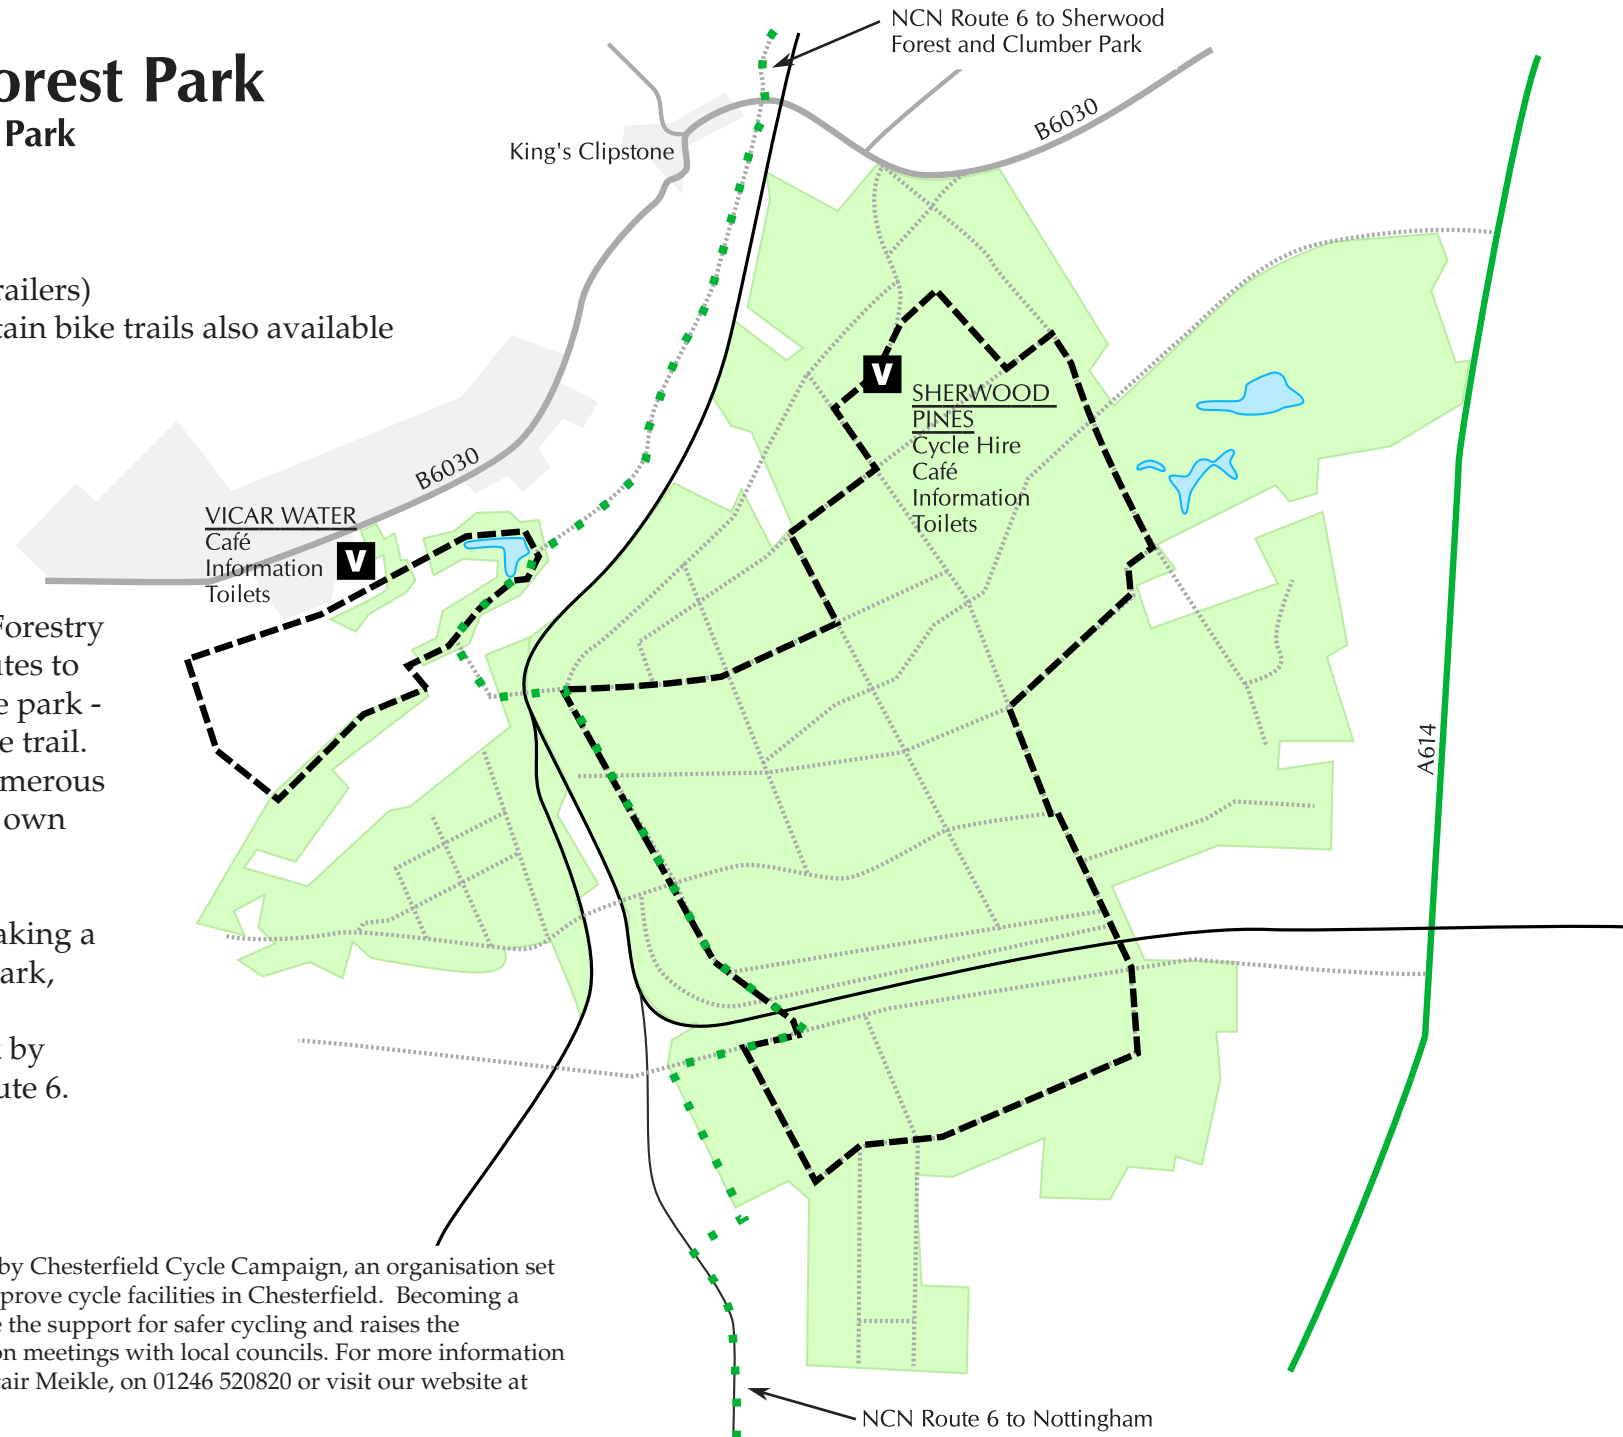 orest Park
Park
railers)
tain bike trails also available
Forestry
utes to
e park -
e trail.
merous
own
aking a
ark,
k by
ute 6.
by Chesterfield Cycle Campaign, an organisation set
prove cycle facilities in Chesterfield. Becoming a
e the support for safer cycling and raises the
on meetings with local councils. For more information
tair Meikle, on 01246 520820 or visit our website at
NCN Route 6 to Sherwood
Forest and Clumber Park
B6030
King's Clipstone
V
SHERWOOD
PINES
Cycle Hire
Café
Information
Toilets
B6030
VICAR WATER
Café
Information
Toilets
V
A614
NCN Route 6 to Nottingham